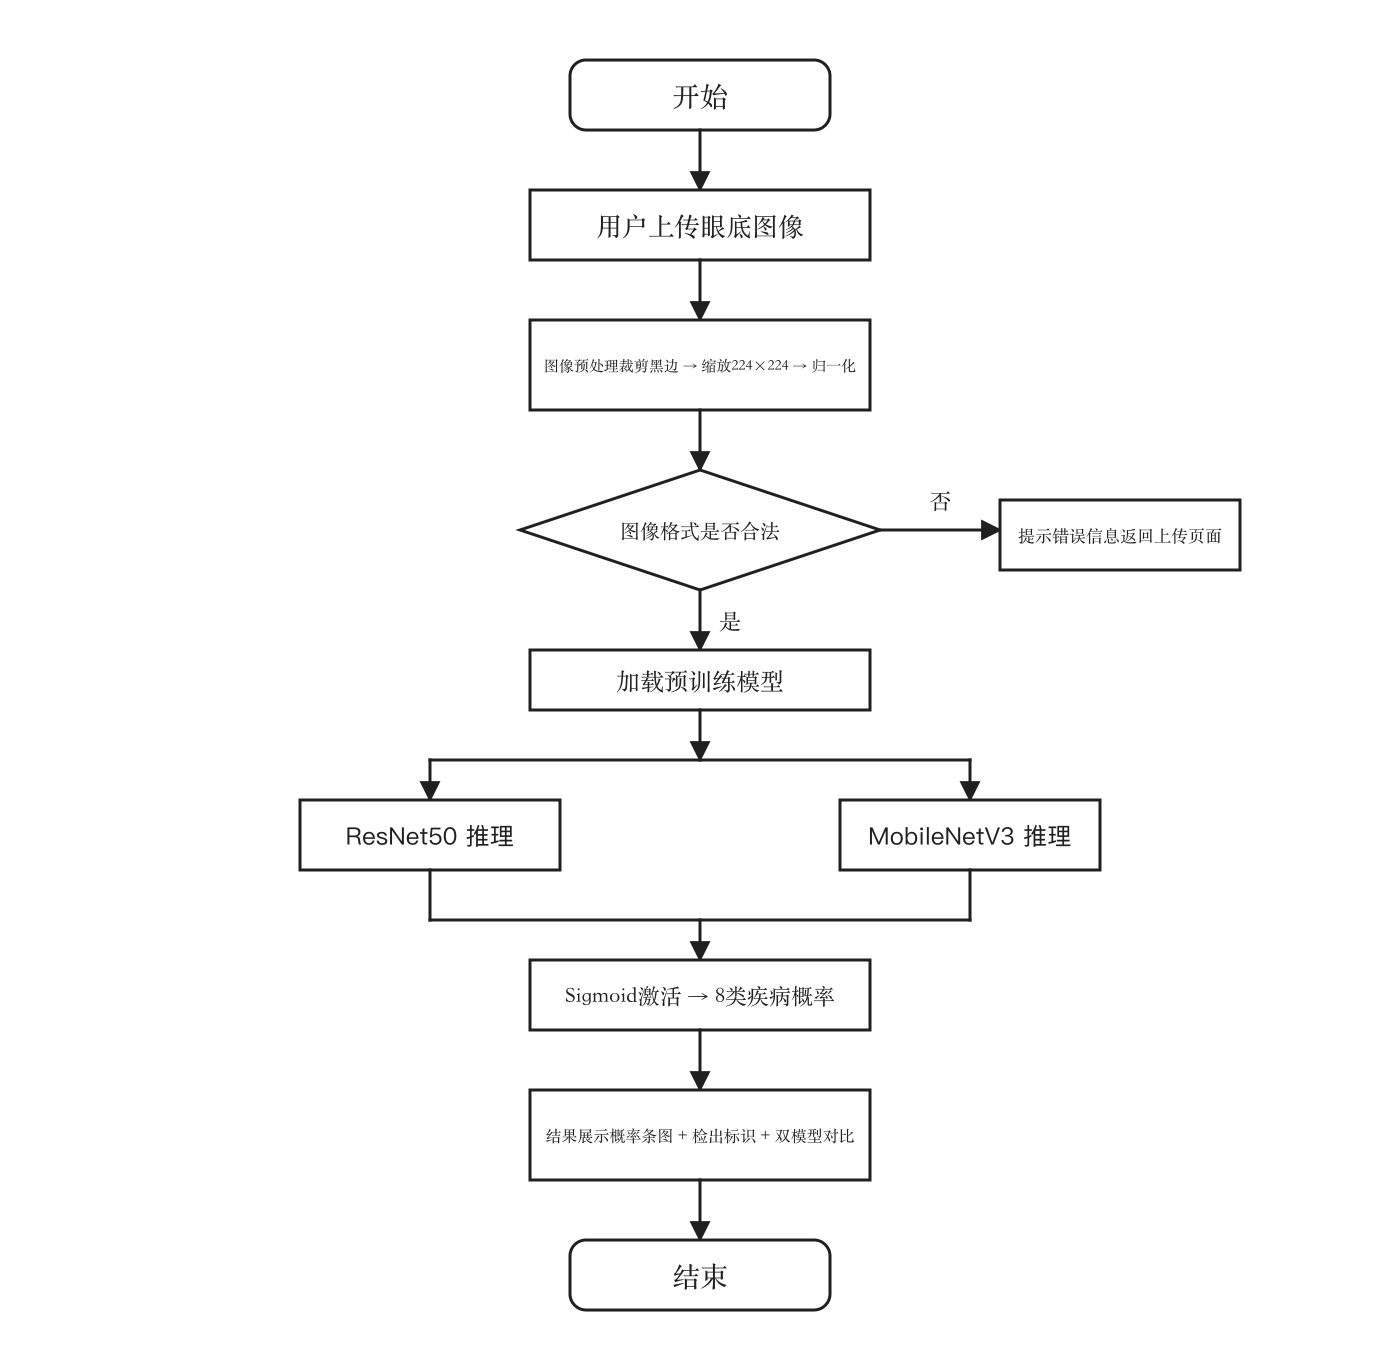 开始
用户上传眼底图像
图像预处理裁剪黑边 → 缩放224×224 → 归一化
图像格式是否合法
否
提示错误信息返回上传页面
是
加载预训练模型
ResNet50 推理
MobileNetV3 推理
Sigmoid激活 → 8类疾病概率
结果展示概率条图 + 检出标识 + 双模型对比
结束